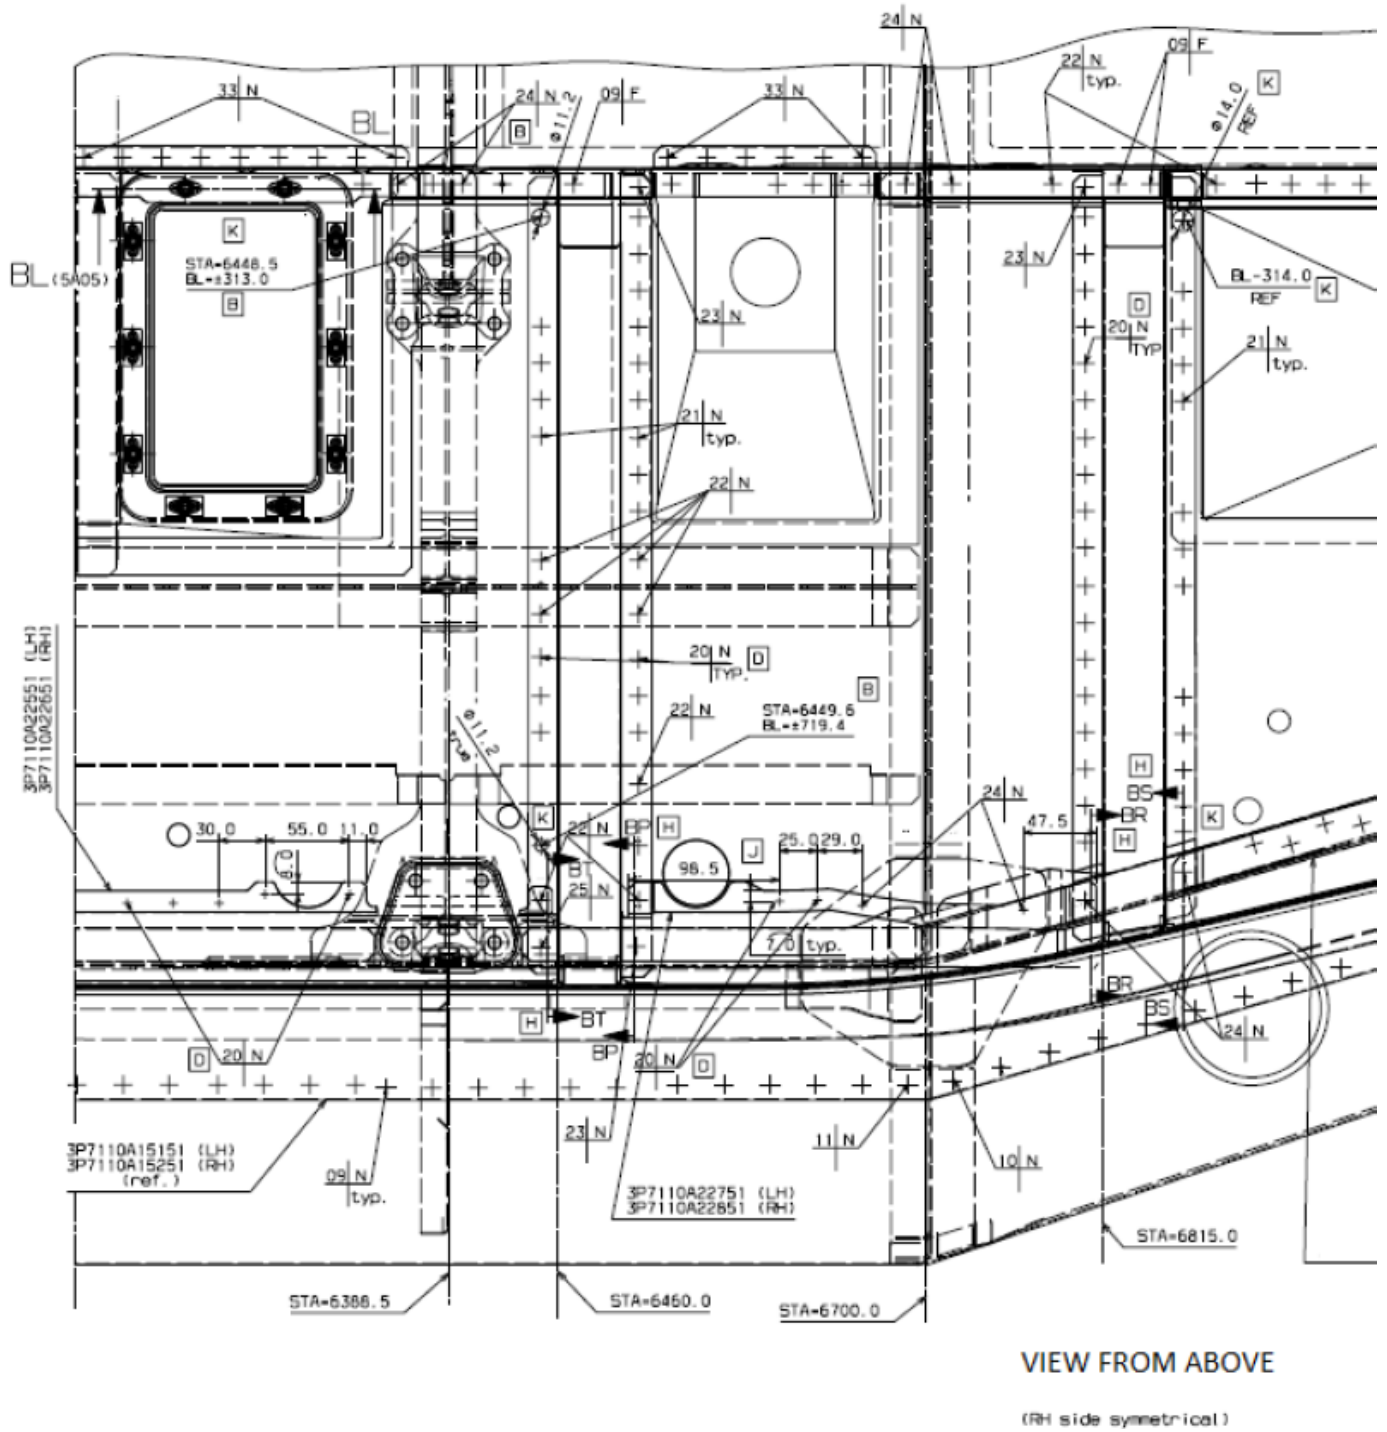 24 N
09 F
22 N
typ.
K
33 N
24 N
Ø11.2
09 F
33 N
Ø14.0
REF
BL
B
K
STA=6448.5
BL=±313.0
B
BL (5A05)
23 N
BL-314.0
REF
K
D
23 N
20 N
TYP
21 N
typ.
21 N
typ.
22 N
20 N
TYP.
D
B
3P7110A22551 (LH)
3P7110A22651 (RH)
22 N
STA=6449.6
BL=±719.4
Ø11.2
true
H
BS
24 N
47.5
BR
K
30.0
55.0
11.0
K
22 N
BP
H
J
25.0
29.0
H
8.0
BT
98.5
25 N
7.0 typ.
BR
H
BT
BS
BP
24 N
D
20 N
20 N
D
23 N
11 N
10 N
3P7110A15151 (LH)
3P7110A15251 (RH)
(ref.)
09 N
typ.
3P7110A22751 (LH)
3P7110A22851 (RH)
STA=6815.0
STA=6388.5
STA=6460.0
STA=6700.0
VIEW FROM ABOVE
(RH side symmetrical)